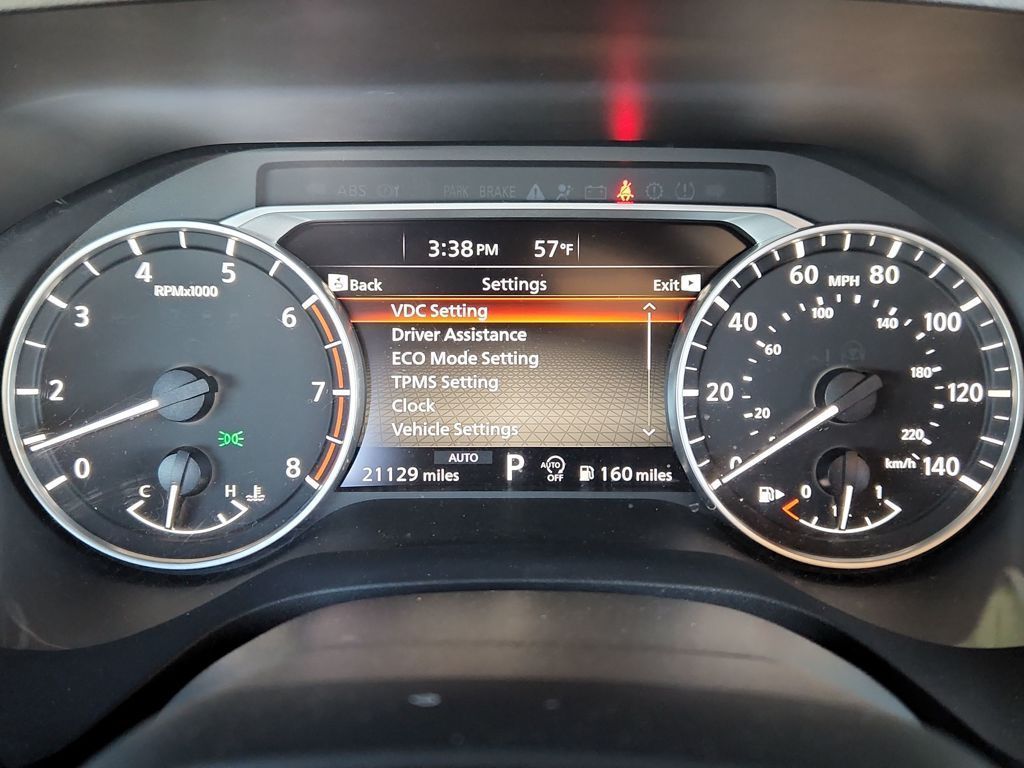 ABS PARK BRAKE
3:38 PM 57°F
Back Settings Exit
VDC Setting
Driver Assistance
ECO Mode Setting
TPMS Setting
Clock
Vehicle Settings
AUTO
21129 miles P AUTO OFF 160 miles
RPMx1000
0 2 3 4 5 6 7 8
C H
MPH
0 20 40 60 80 100 120 140
20 60 100 140 180 220
km/h
0 1